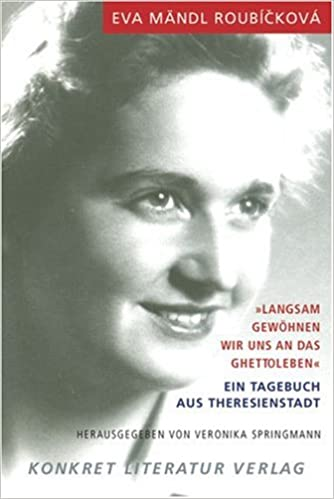 EVA MÄNDL ROUBÍČKOVÁ
»LANGSAM
GEWÖHNEN
WIR UNS AN DAS
GHETTOLEBEN«
EIN TAGEBUCH
AUS THERESIENSTADT
HERAUSGEGEBEN VON VERONIKA SPRINGMANN
KONKRET LITERATUR VERLAG